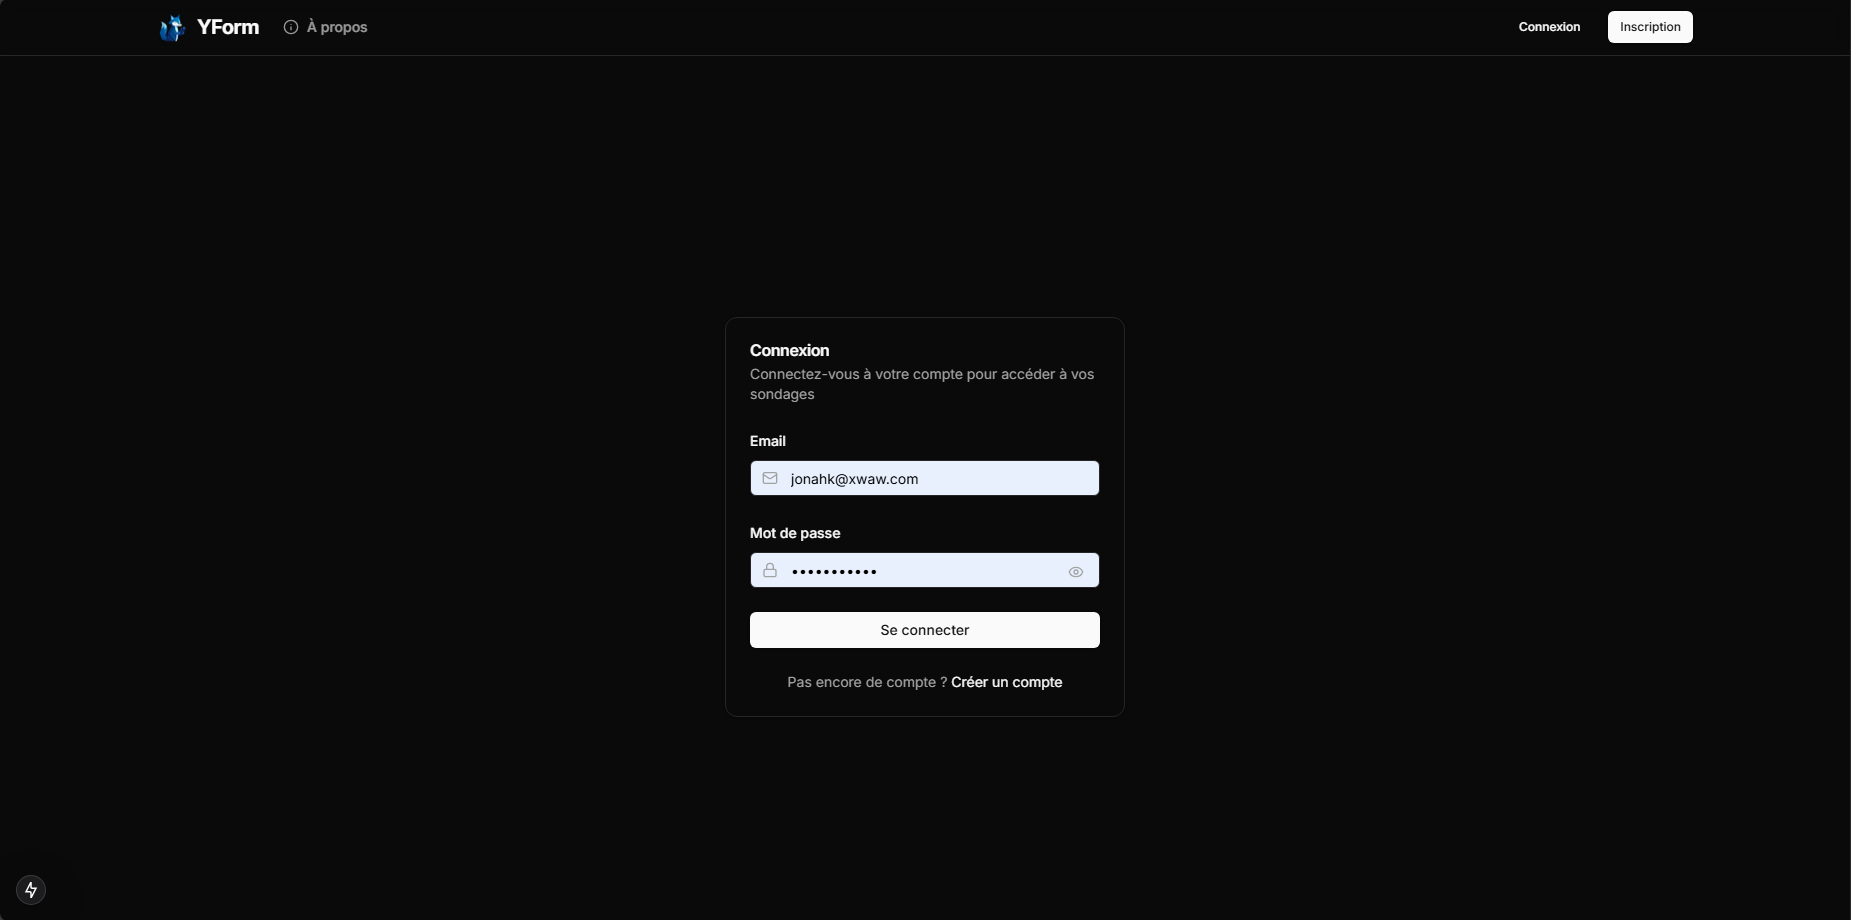 YForm
À propos
Connexion
Inscription
Connexion
Connectez-vous à votre compte pour accéder à vos
sondages
Email
jonahk@xwaw.com
Mot de passe
•••••••••••
Se connecter
Pas encore de compte ? Créer un compte